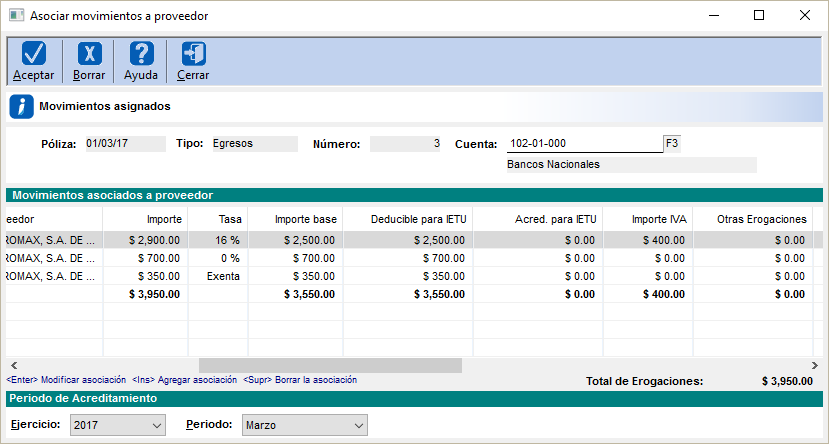 Asociar movimientos a proveedor
Aceptar Borrar Ayuda Cerrar
Movimientos asignados
Póliza: 01/03/17 Tipo: Egresos Número: 3 Cuenta: 102-01-000 F3
Bancos Nacionales
Movimientos asociados a proveedor
eedor Importe Tasa Importe base Deducible para IETU Acred. para IETU Importe IVA Otras Erogaciones
ROMAX, S.A. DE ... $ 2,900.00 16 % $ 2,500.00 $ 2,500.00 $ 0.00 $ 400.00 $ 0.00
ROMAX, S.A. DE ... $ 700.00 0 % $ 700.00 $ 700.00 $ 0.00 $ 0.00 $ 0.00
ROMAX, S.A. DE ... $ 350.00 Exenta $ 350.00 $ 350.00 $ 0.00 $ 0.00 $ 0.00
$ 3,950.00 $ 3,550.00 $ 3,550.00 $ 0.00 $ 400.00 $ 0.00
<Enter> Modificar asociación <Ins> Agregar asociación <Supr> Borrar la asociación
Total de Erogaciones: $ 3,950.00
Periodo de Acreditamiento
Ejercicio: 2017 Periodo: Marzo